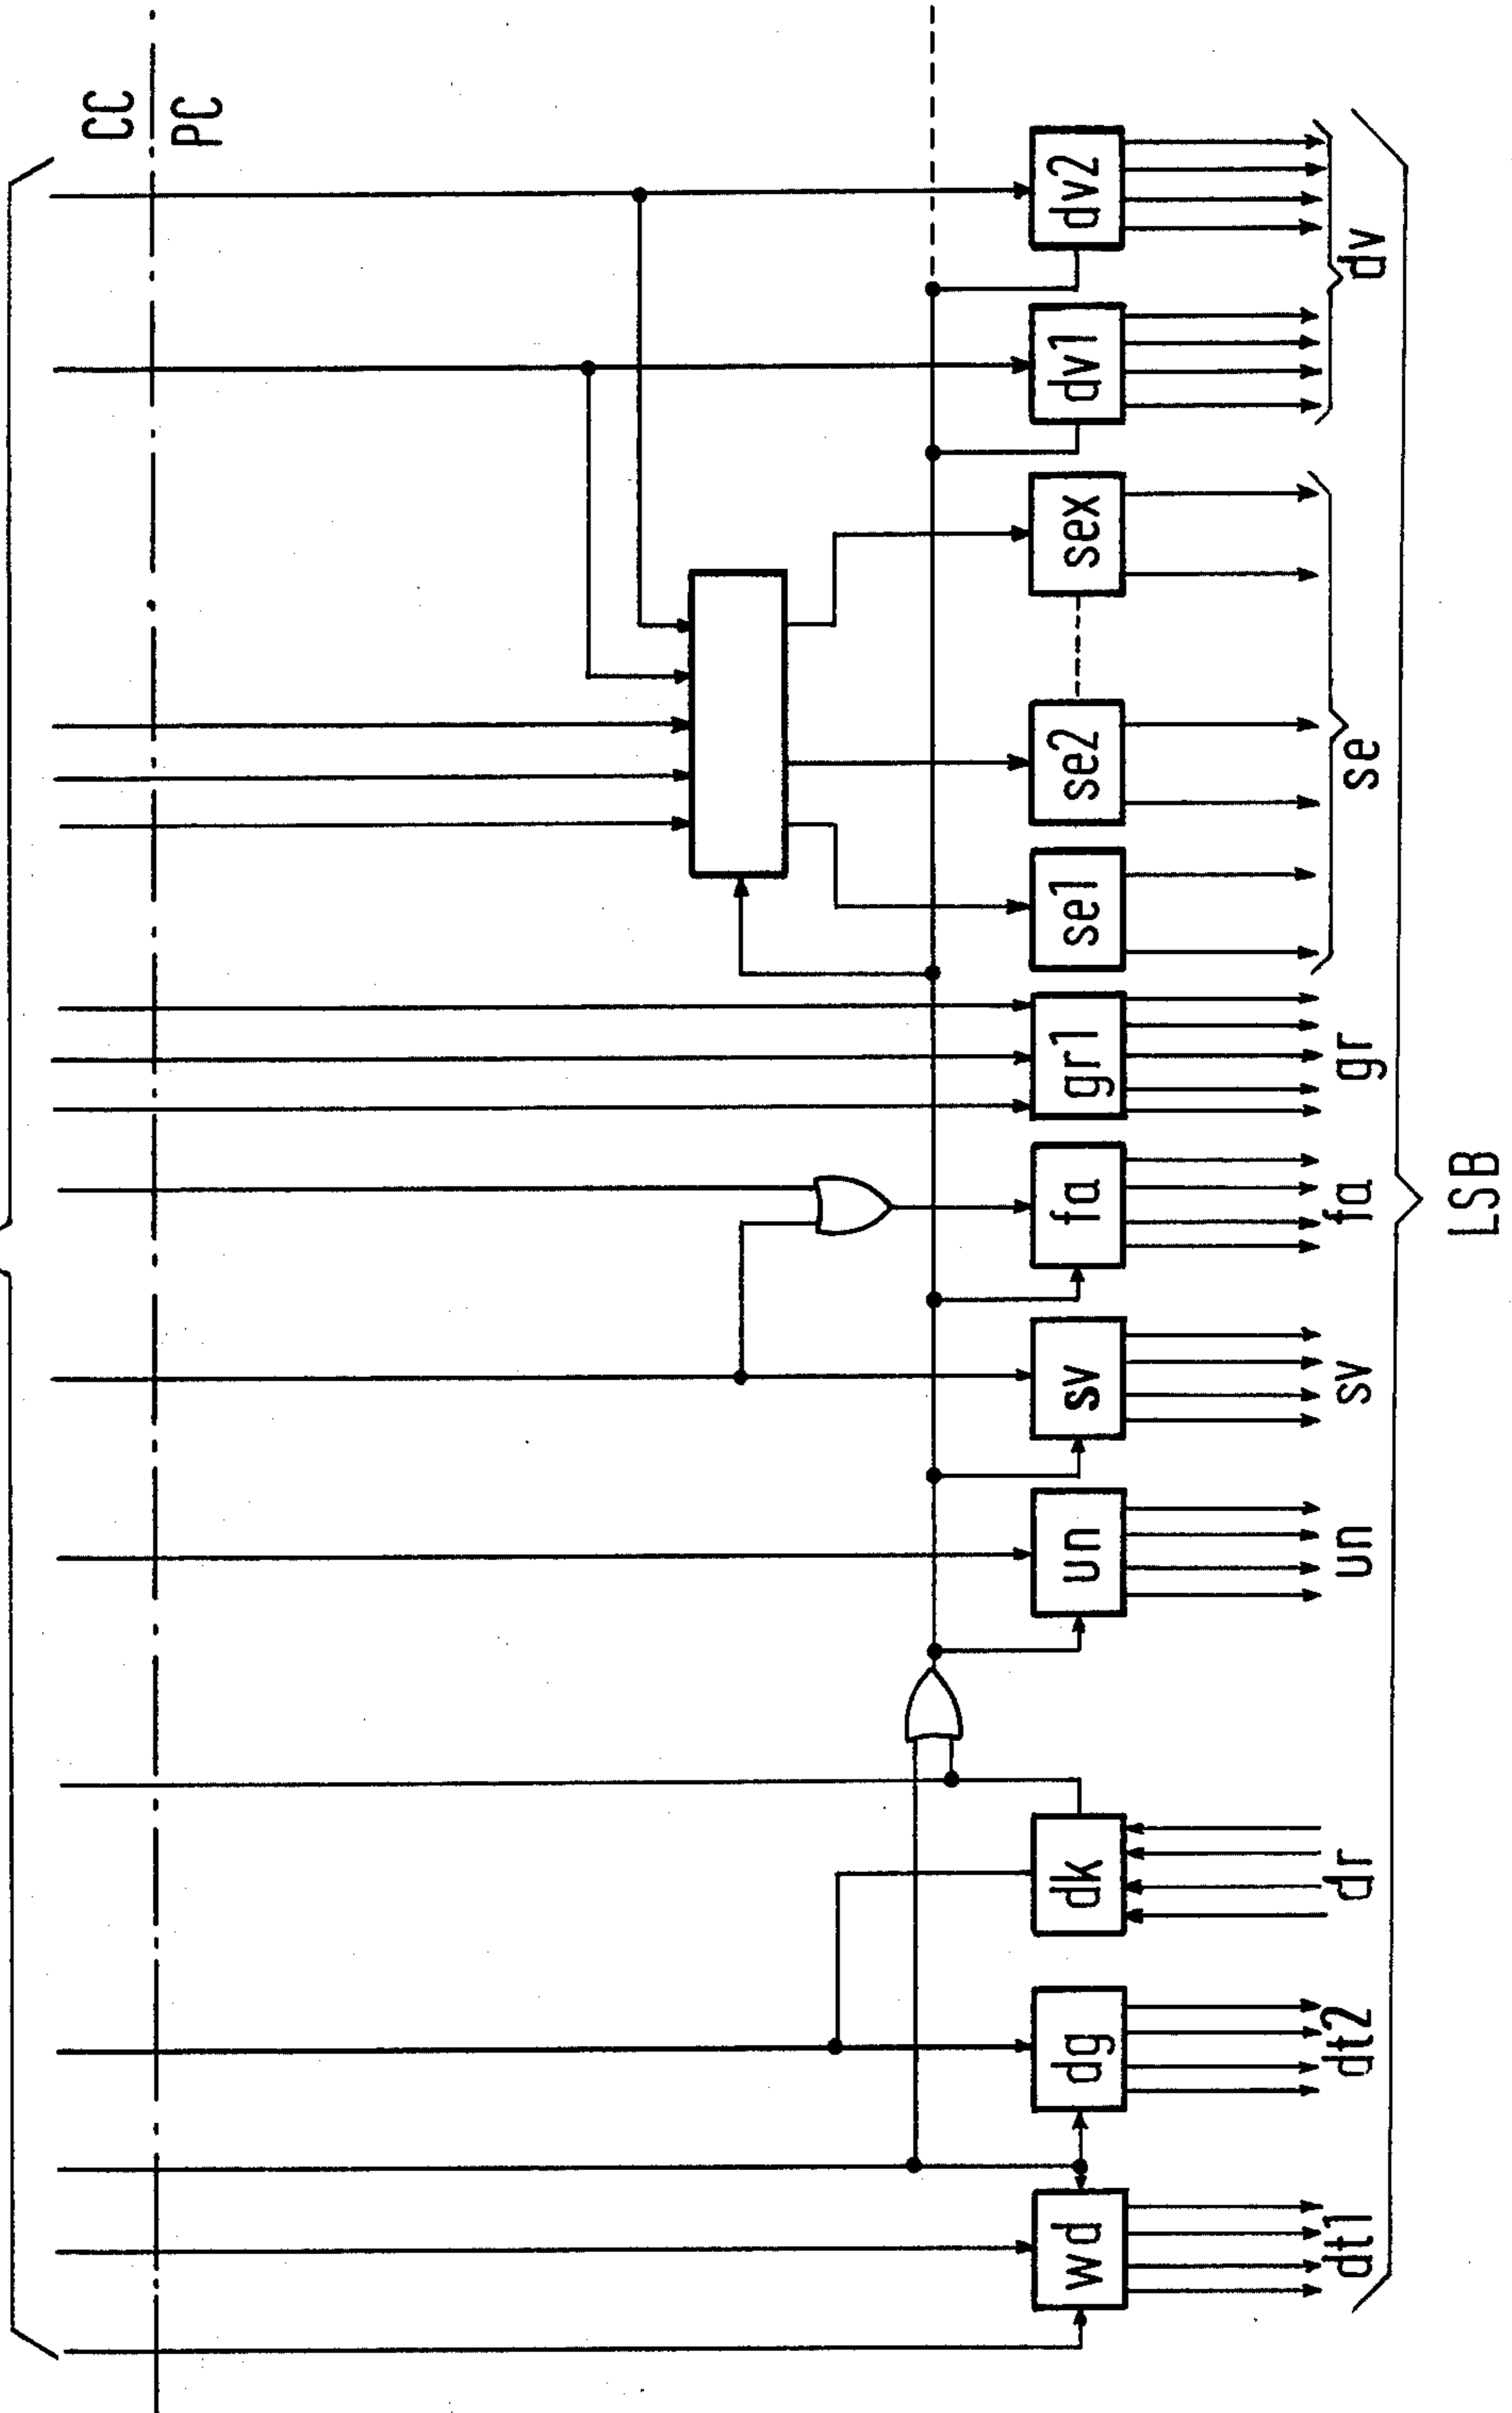 CC
PC
wd
dg
dk
un
sv
fa
gr1
se1
se2
sex
dv1
dv2
dt1
dt2
dr
un
sv
fa
gr
se
dv
LSB